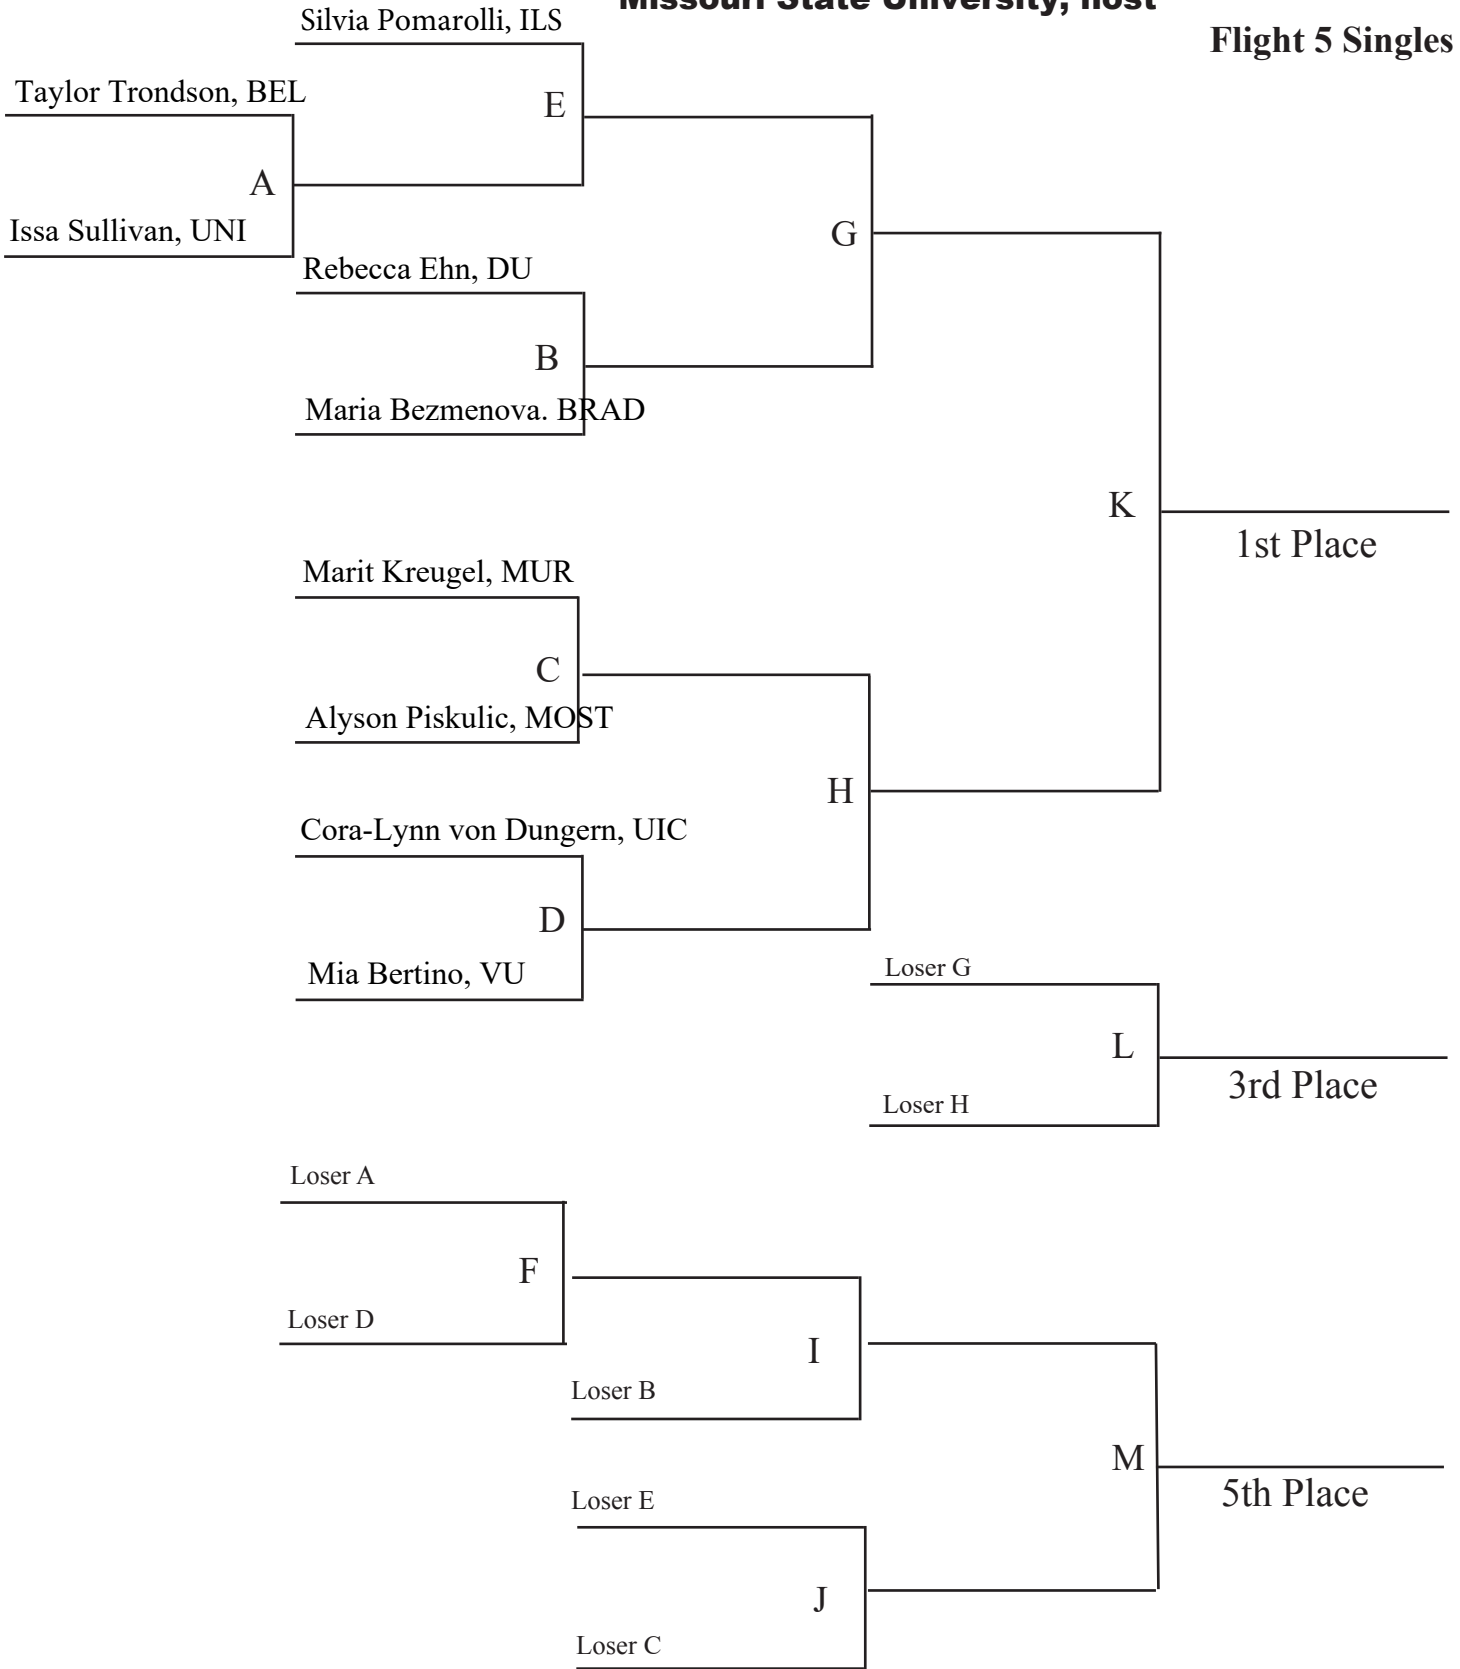 Missouri State University, host
Flight 5 Singles
Silvia Pomarolli, ILS
Taylor Trondson, BEL
E
A
Issa Sullivan, UNI
G
Rebecca Ehn, DU
B
Maria Bezmenova. BRAD
K
1st Place
Marit Kreugel, MUR
C
Alyson Piskulic, MOST
H
Cora-Lynn von Dungern, UIC
D
Mia Bertino, VU
Loser G
L
3rd Place
Loser H
Loser A
F
Loser D
I
Loser B
M
5th Place
Loser E
J
Loser C